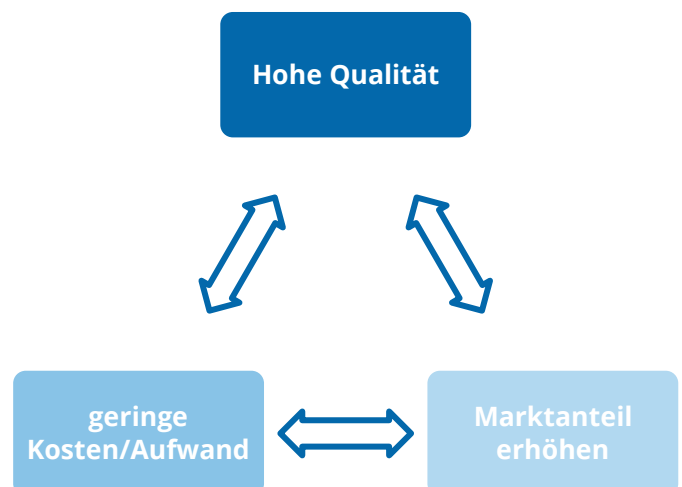 Hohe Qualität
geringe
Kosten/Aufwand
Marktanteil
erhöhen